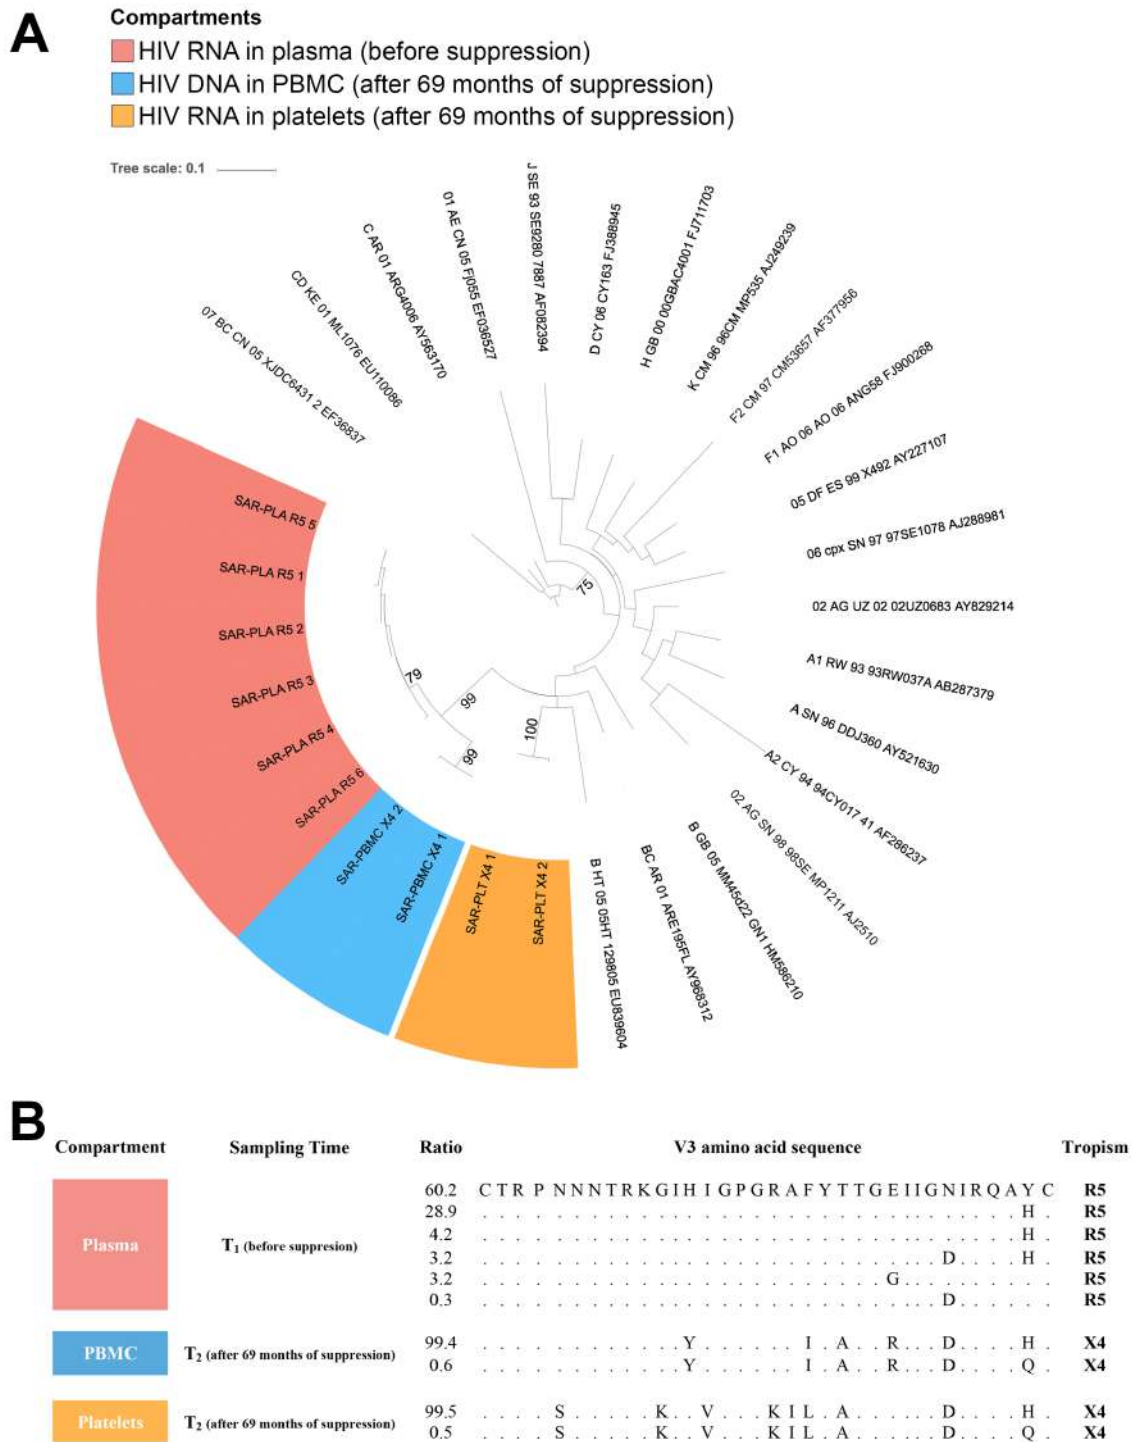 A
Compartments
HIV RNA in plasma (before suppression)
HIV DNA in PBMC (after 69 months of suppression)
HIV RNA in platelets (after 69 months of suppression)
Tree scale: 0.1
07 BC CN 05 XJDC6431 2 EF36837
CD KE 01 ML1076 EU110086
C AR 01 ARG4006 AY563170
01 AE CN 05 Fj055 EF036527
J SE 93 SE9280 7887 AF082394
D CY 06 CY163 FJ388945
H GB 00 00GBAC4001 FJ711703
K CM 96 96CM MP535 AJ249239
F2 CM 97 CM53657 AF377956
F1 AO 06 AO 06 ANG58 FJ900268
05 DF ES 99 X492 AY227107
06 cpx SN 97 97SE1078 AJ288981
02 AG UZ 02 02UZ0683 AY829214
A1 RW 93 93RW037A AB287379
A SN 96 DDJ360 AY521630
A2 CY 94 94CY017 41 AF286237
02 AG SN 98 98SE MP1211 AJ2510
B GB 05 MM45d22 GN1 HM586210
BC AR 01 ARE195FL AY968312
B HT 05 05HT 129805 EU839604
SAR-PLT X4 2
SAR-PLT X4 1
SAR-PBMC X4 1
SAR-PBMC X4 2
SAR-PLA R5 6
SAR-PLA R5 4
SAR-PLA R5 3
SAR-PLA R5 2
SAR-PLA R5 1
SAR-PLA R5 5
75
79
99
99
100
B
Compartment Sampling Time Ratio V3 amino acid sequence Tropism
60.2 C T R P N N N T R K G I H I G P G R A F Y T T G E I I G N I R Q A Y C R5
28.9 . . . . . . . . . . . . . . . . . . . . . . . . . . . . . . . . . H . R5
4.2 . . . . . . . . . . . . . . . . . . . . . . . . . . . . . . . . . H . R5
Plasma T1 (before suppresion)
3.2 . . . . . . . . . . . . . . . . . . . . . . . . . . . . D . . . . H . R5
3.2 . . . . . . . . . . . . . . . . . . . . . . . . G . . . . . . . . . . R5
0.3 . . . . . . . . . . . . . . . . . . . . . . . . . . . . D . . . . . . R5
PBMC T2 (after 69 months of suppression)
99.4 . . . . . . . . . . . . Y . . . . . . I . A . . R . . . D . . . . H . X4
0.6 . . . . . . . . . . . . Y . . . . . . I . A . . R . . . D . . . . Q . X4
Platelets T2 (after 69 months of suppression)
99.5 . . . . S . . . . . K . . V . . . K I L . A . . . . . . D . . . . H . X4
0.5 . . . . S . . . . . K . . V . . . K I L . A . . . . . . D . . . . Q . X4